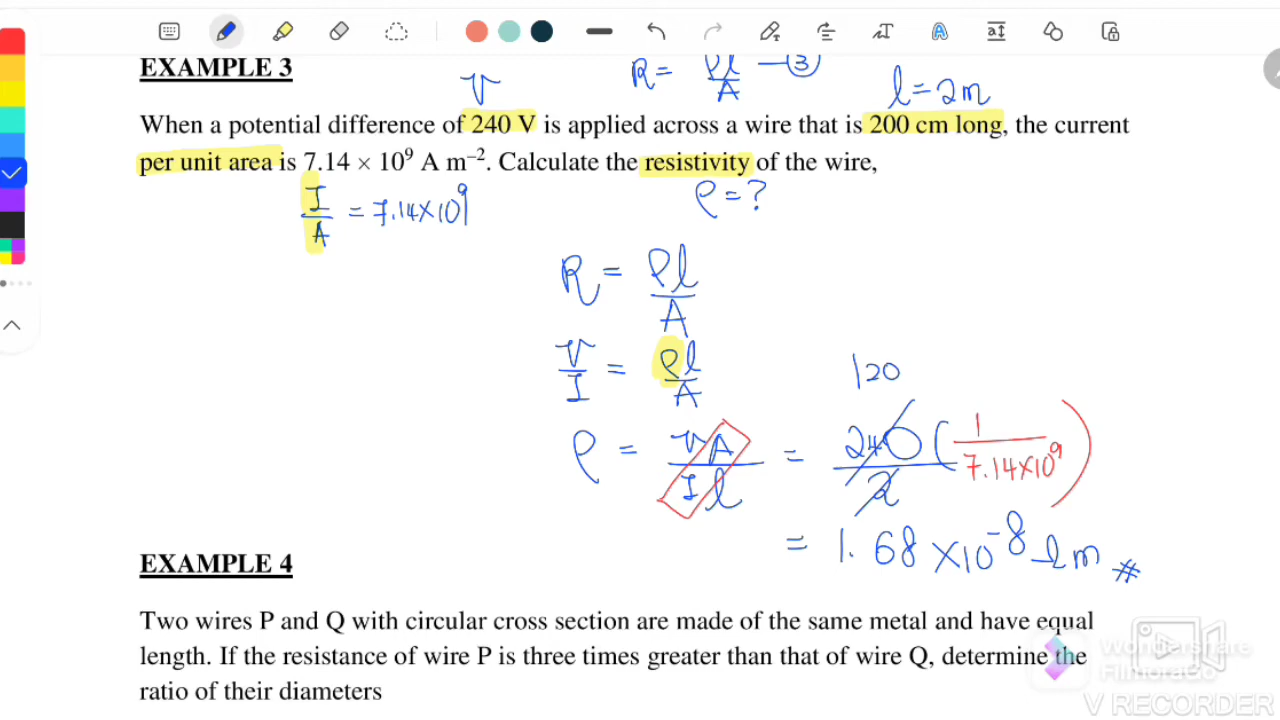 EXAMPLE 3
V
R = ρl/A —③
l = 2m
When a potential difference of 240 V is applied across a wire that is 200 cm long, the current
per unit area is 7.14 × 10⁹ A m⁻². Calculate the resistivity of the wire,
I/A = 7.14×10⁹
ρ = ?
R = ρl/A
V/I = ρl/A
120
ρ = VA/Il = 240/2 (1/7.14×10⁹)
= 1.68 ×10⁻⁸ Ωm #
EXAMPLE 4
Two wires P and Q with circular cross section are made of the same metal and have equal
length. If the resistance of wire P is three times greater than that of wire Q, determine the
ratio of their diameters
Wondershare
Filmora
V RECORDER